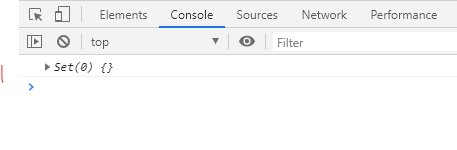 Elements Console Sources Network Performance
top Filter
Set(0) {}